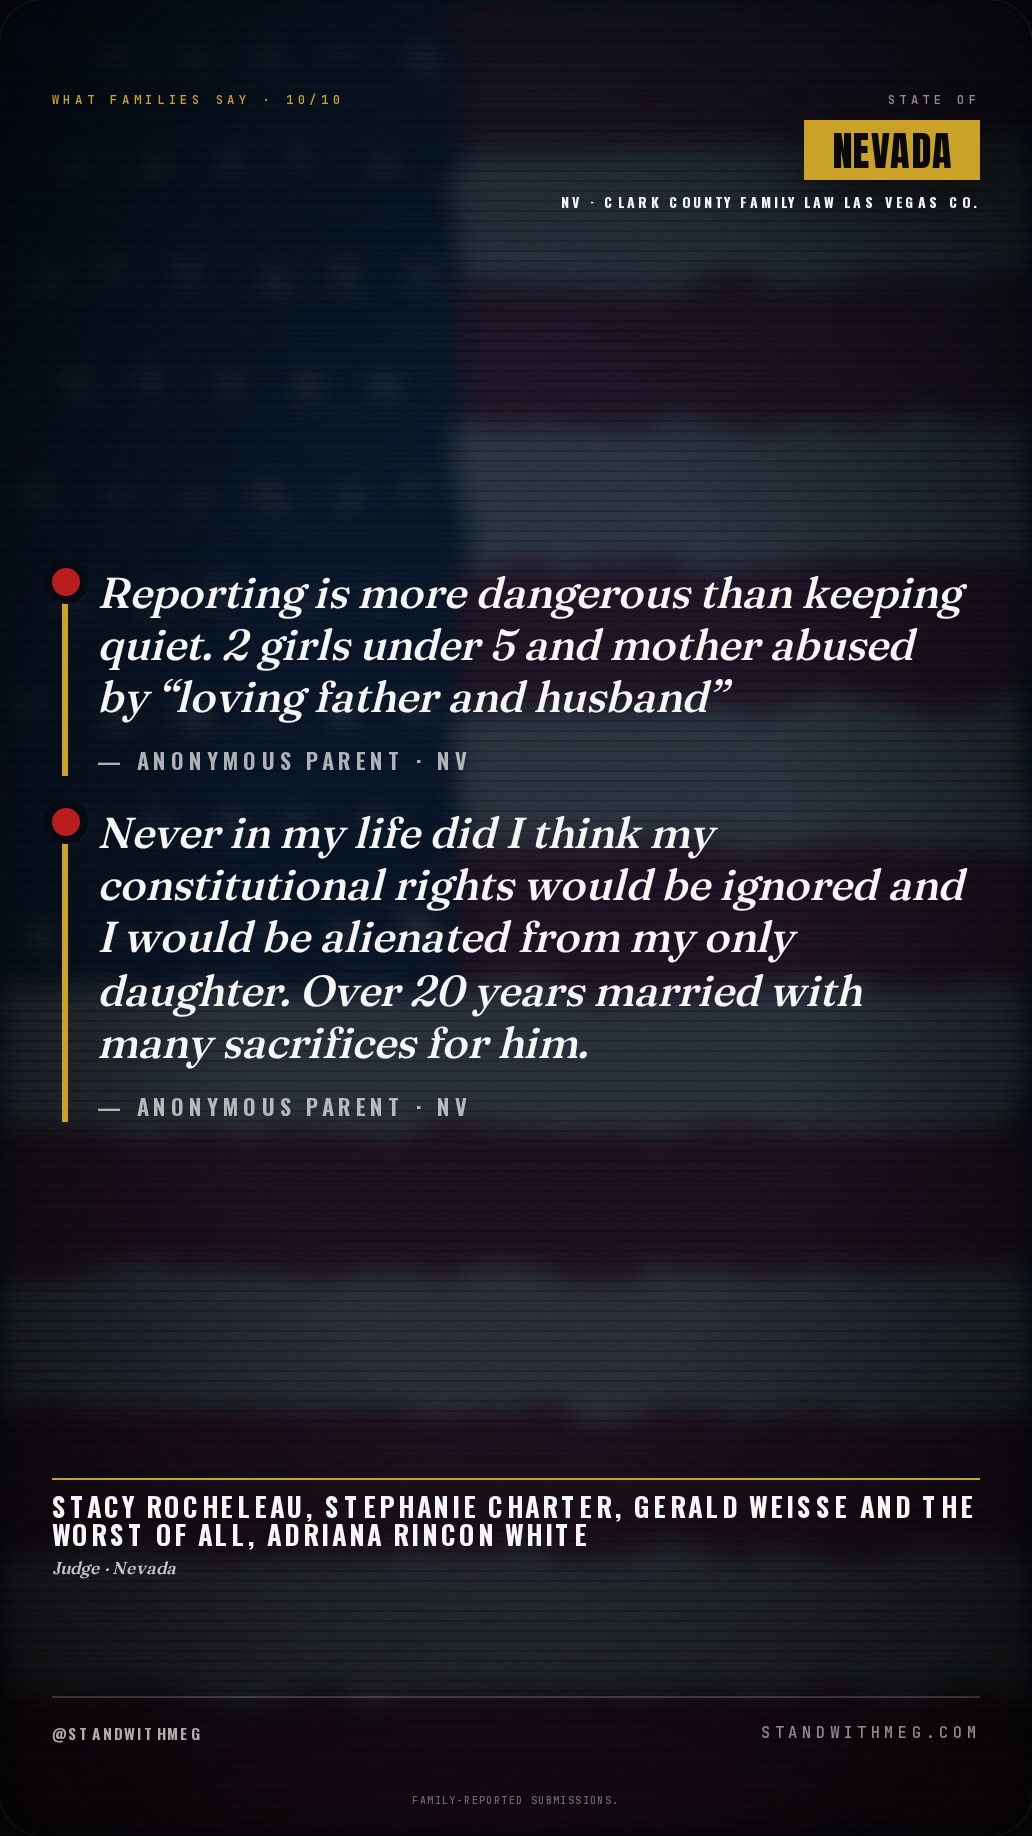 WHAT FAMILIES SAY · 10/10
STATE OF
NEVADA
NV · CLARK COUNTY FAMILY LAW LAS VEGAS CO.
Reporting is more dangerous than keeping
quiet. 2 girls under 5 and mother abused
by “loving father and husband”
— ANONYMOUS PARENT · NV
Never in my life did I think my
constitutional rights would be ignored and
I would be alienated from my only
daughter. Over 20 years married with
many sacrifices for him.
— ANONYMOUS PARENT · NV
STACY ROCHELEAU, STEPHANIE CHARTER, GERALD WEISSE AND THE
WORST OF ALL, ADRIANA RINCON WHITE
Judge · Nevada
@STANDWITHMEG
STANDWITHMEG.COM
FAMILY-REPORTED SUBMISSIONS.